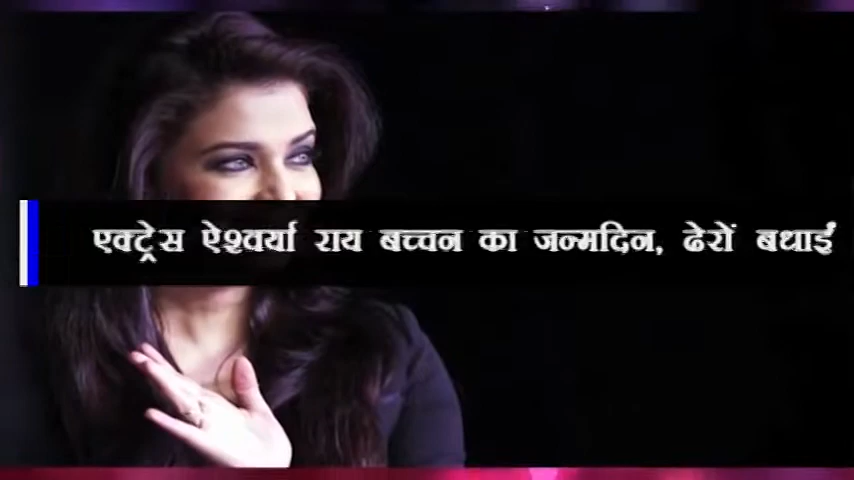 एक्ट्रेस ऐश्वर्या राय बच्चन का जन्मदिन, ढेरों बधाई